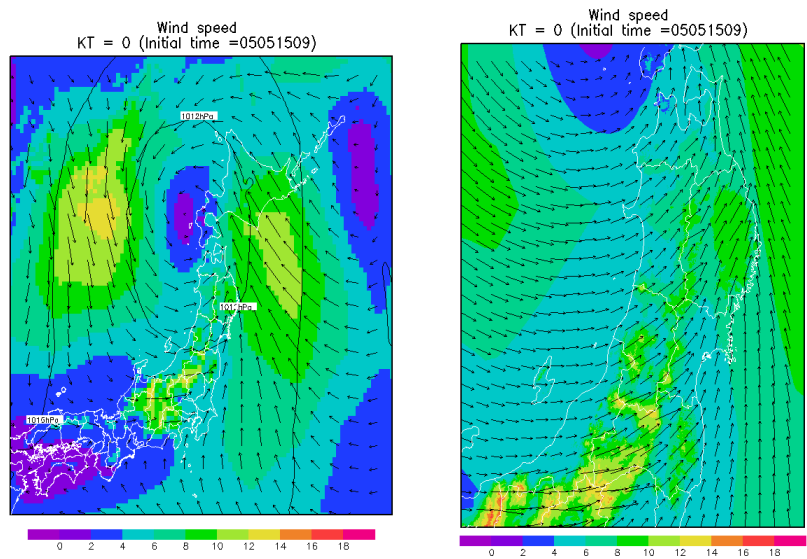 Wind speed
KT = 0 (Initial time =05051509)
1012hPa
1012hPa
1015hPa
0 2 4 6 8 10 12 14 16 18
Wind speed
KT = 0 (Initial time =05051509)
0 2 4 6 8 10 12 14 16 18